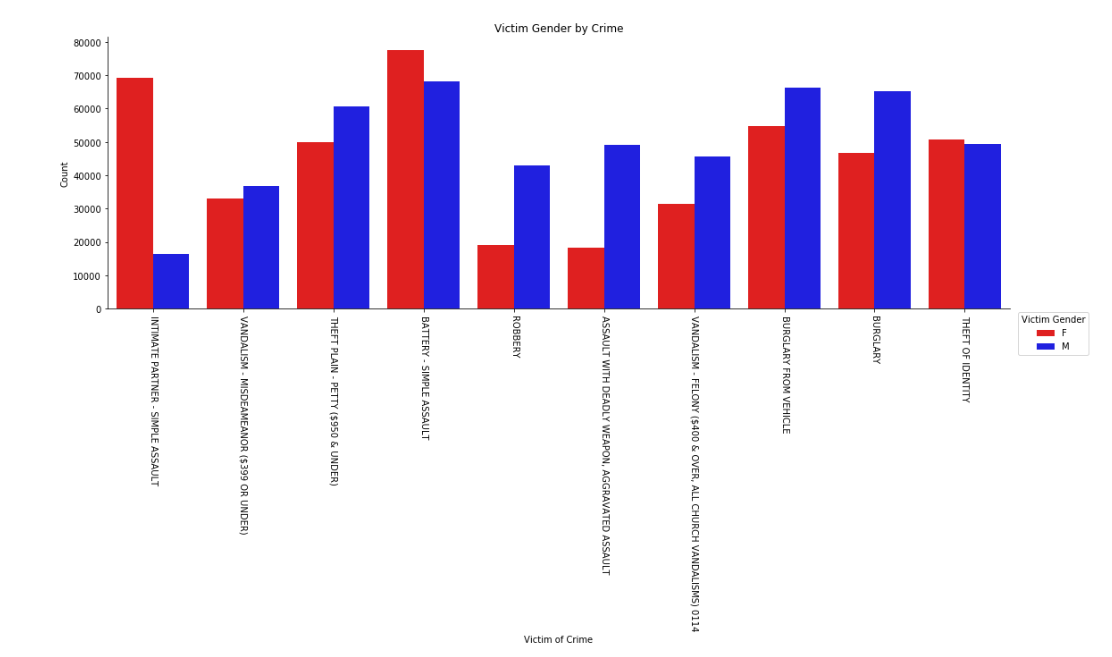 Victim Gender by Crime
80000
70000
60000
50000
40000
30000
20000
10000
0
Count
INTIMATE PARTNER - SIMPLE ASSAULT
VANDALISM - MISDEAMEANOR ($399 OR UNDER)
THEFT PLAIN - PETTY ($950 & UNDER)
BATTERY - SIMPLE ASSAULT
ROBBERY
ASSAULT WITH DEADLY WEAPON, AGGRAVATED ASSAULT
VANDALISM - FELONY ($400 & OVER, ALL CHURCH VANDALISMS) 0114
BURGLARY FROM VEHICLE
BURGLARY
THEFT OF IDENTITY
Victim of Crime
Victim Gender
F
M